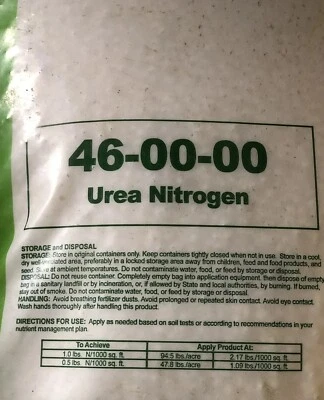 46-00-00
Urea Nitrogen
STORAGE and DISPOSAL
STORAGE: Store in original containers only. Keep containers tightly closed when not in use. Store in a cool,
dry well-ventilated area, preferably in a locked storage area away from children, feed and food products, and
seed. Store at ambient temperatures. Do not contaminate water, food, or feed by storage or disposal.
DISPOSAL: Do not reuse container. Completely empty bag into application equipment, then dispose of empty
bag in a sanitary landfill or by incineration, or, if allowed by State and local authorities, by burning. If burned,
stay out of smoke. Do not contaminate water, food, or feed by storage or disposal.
HANDLING: Avoid breathing fertilizer dusts. Avoid prolonged or repeated skin contact. Avoid eye contact.
Wash hands thoroughly after handling this product.
DIRECTIONS FOR USE: Apply as needed based on soil tests or according to recommendations in your
nutrient management plan.
To Achieve Apply Product At:
1.0 lbs. N/1000 sq. ft. 94.5 lbs./acre 2.17 lbs./1000 sq. ft.
0.5 lbs. N/1000 sq. ft. 47.8 lbs./acre 1.09 lbs./1000 sq. ft.